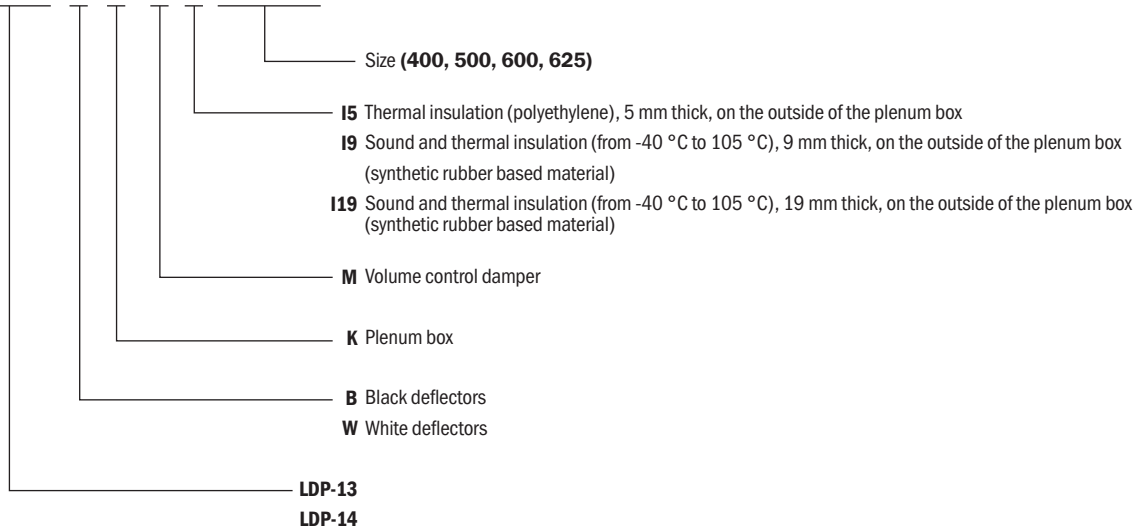 Size (400, 500, 600, 625)
I5 Thermal insulation (polyethylene), 5 mm thick, on the outside of the plenum box
I9 Sound and thermal insulation (from -40 °C to 105 °C), 9 mm thick, on the outside of the plenum box
(synthetic rubber based material)
I19 Sound and thermal insulation (from -40 °C to 105 °C), 19 mm thick, on the outside of the plenum box
(synthetic rubber based material)
M Volume control damper
K Plenum box
B Black deflectors
W White deflectors
LDP-13
LDP-14